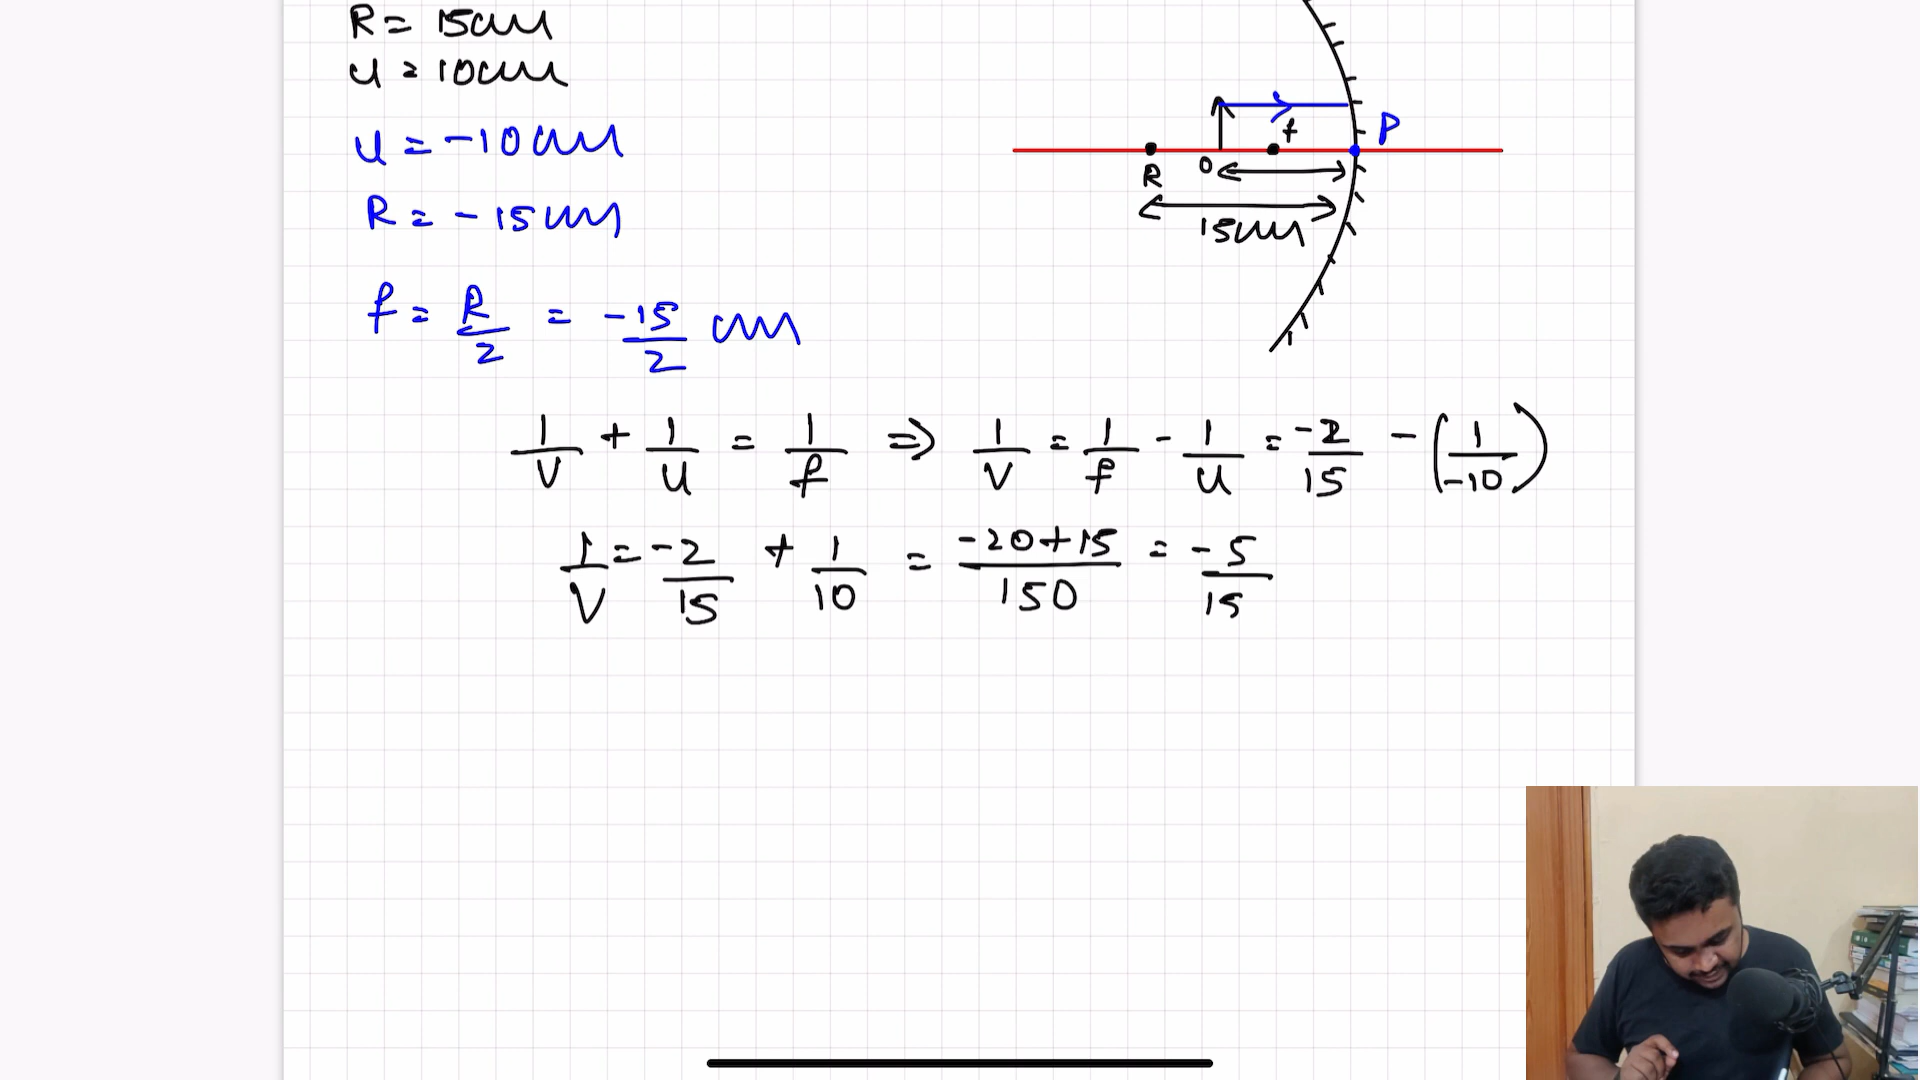 R = 15cm
u = 10cm
u = -10cm
R = -15cm
f = R/2 = -15/2 cm
f
P
R
O
15cm
1/V + 1/u = 1/f ⇒ 1/V = 1/f - 1/u = -2/15 - (1/-10)
1/V = -2/15 + 1/10 = -20+15/150 = -5/15